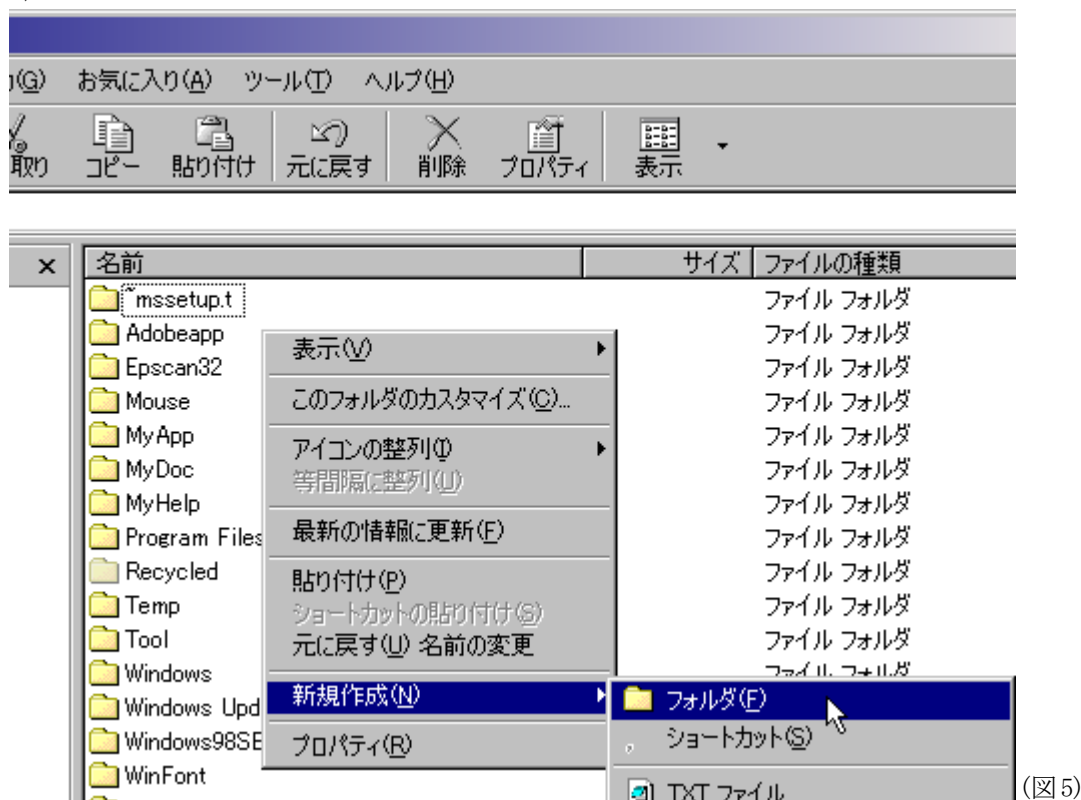 (G) お気に入り(A) ツール(T) ヘルプ(H)
取り コピー 貼り付け 元に戻す 削除 プロパティ 表示
× 名前 サイズ ファイルの種類
~mssetup.t ファイル フォルダ
Adobeapp ファイル フォルダ
Epscan32 ファイル フォルダ
Mouse ファイル フォルダ
MyApp ファイル フォルダ
MyDoc ファイル フォルダ
MyHelp ファイル フォルダ
Program Files ファイル フォルダ
Recycled ファイル フォルダ
Temp ファイル フォルダ
Tool ファイル フォルダ
Windows ファイル フォルダ
Windows Upd
Windows98SE
WinFont
表示(V)
このフォルダのカスタマイズ(C)...
アイコンの整列(I)
等間隔に整列(U)
最新の情報に更新(F)
貼り付け(P)
ショートカットの貼り付け(S)
元に戻す(U) 名前の変更
新規作成(N)
プロパティ(R)
フォルダ(F)
ショートカット(S)
TXT ファイル
(図5)